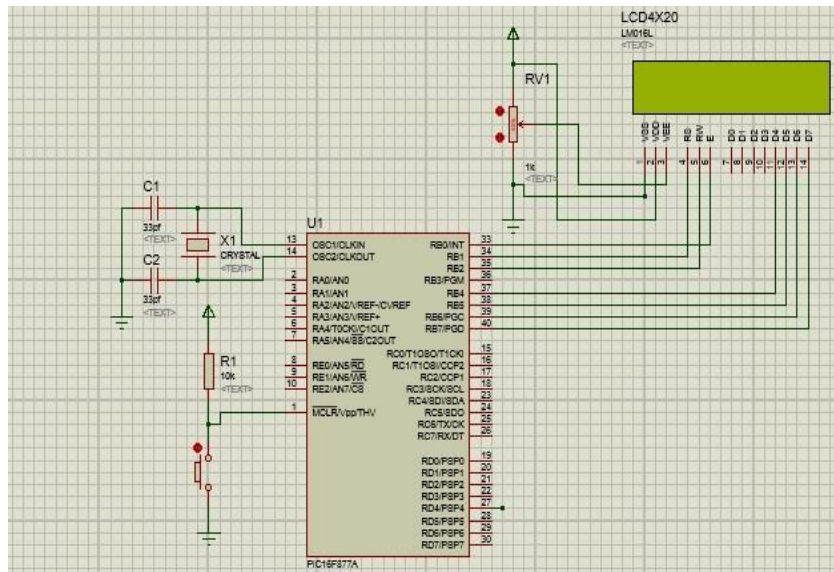 LCD4X20
LM016L
<TEXT>
RV1
1k
<TEXT>
VSS
VDD
VEE
RS
RW
E
D0
D1
D2
D3
D4
D5
D6
D7
1
2
3
4
5
6
7
8
9
10
11
12
13
14
C1
33pf
<TEXT>
X1
CRYSTAL
<TEXT>
C2
33pf
<TEXT>
R1
10k
<TEXT>
U1
13 OSC1/CLKIN
14 OSC2/CLKOUT
2 RA0/AN0
3 RA1/AN1
4 RA2/AN2/VREF-/CVREF
5 RA3/AN3/VREF+
6 RA4/T0CKI/C1OUT
7 RA5/AN4/SS/C2OUT
8 RE0/AN5/RD
9 RE1/AN6/WR
10 RE2/AN7/CS
1 MCLR/Vpp/THV
RB0/INT 33
RB1 34
RB2 35
RB3/PGM 36
RB4 37
RB5 38
RB6/PGC 39
RB7/PGD 40
RC0/T1OSO/T1CKI 15
RC1/T1OSI/CCP2 16
RC2/CCP1 17
RC3/SCK/SCL 18
RC4/SDI/SDA 23
RC5/SDO 24
RC6/TX/CK 25
RC7/RX/DT 26
RD0/PSP0 19
RD1/PSP1 20
RD2/PSP2 21
RD3/PSP3 22
RD4/PSP4 27
RD5/PSP5 28
RD6/PSP6 29
RD7/PSP7 30
PIC16F877A